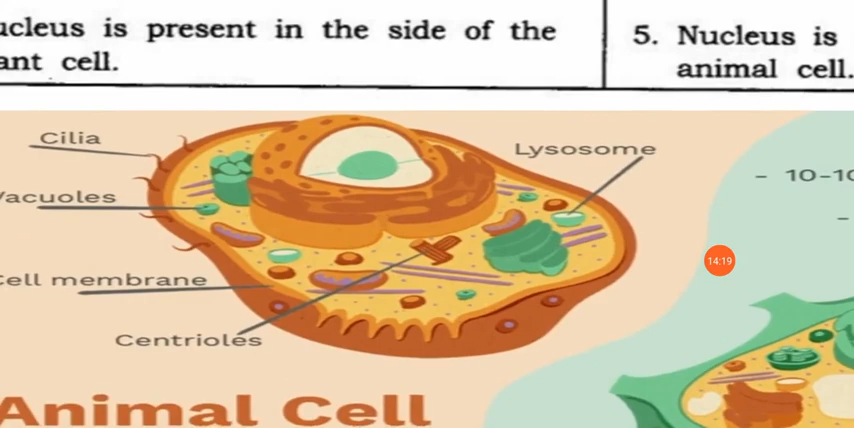 ucleus is present in the side of the
ant cell.
5. Nucleus is
animal cell.
Cilia
Lysosome
Vacuoles
- 10-10
-
14:19
Cell membrane
Centrioles
Animal Cell